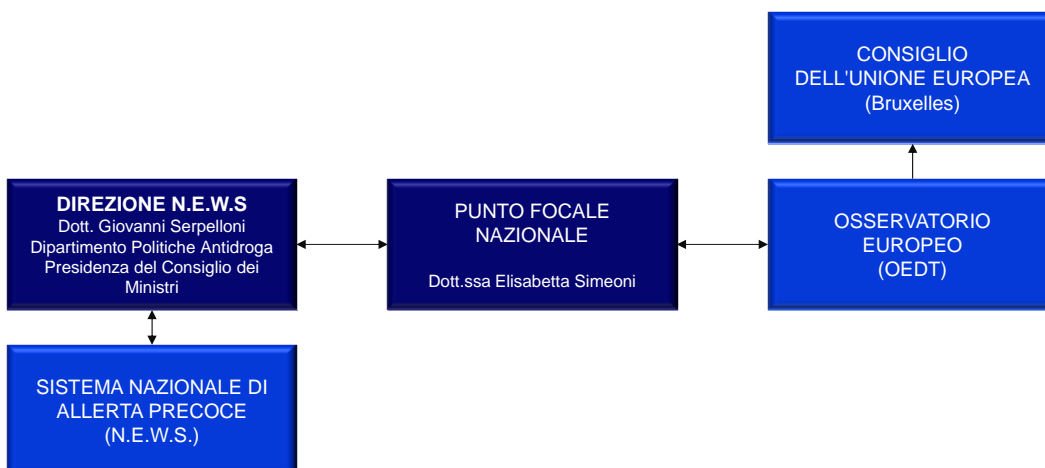 CONSIGLIO
DELL'UNIONE EUROPEA
(Bruxelles)
DIREZIONE N.E.W.S
Dott. Giovanni Serpelloni
Dipartimento Politiche Antidroga
Presidenza del Consiglio dei
Ministri
PUNTO FOCALE
NAZIONALE
Dott.ssa Elisabetta Simeoni
OSSERVATORIO
EUROPEO
(OEDT)
SISTEMA NAZIONALE DI
ALLERTA PRECOCE
(N.E.W.S.)